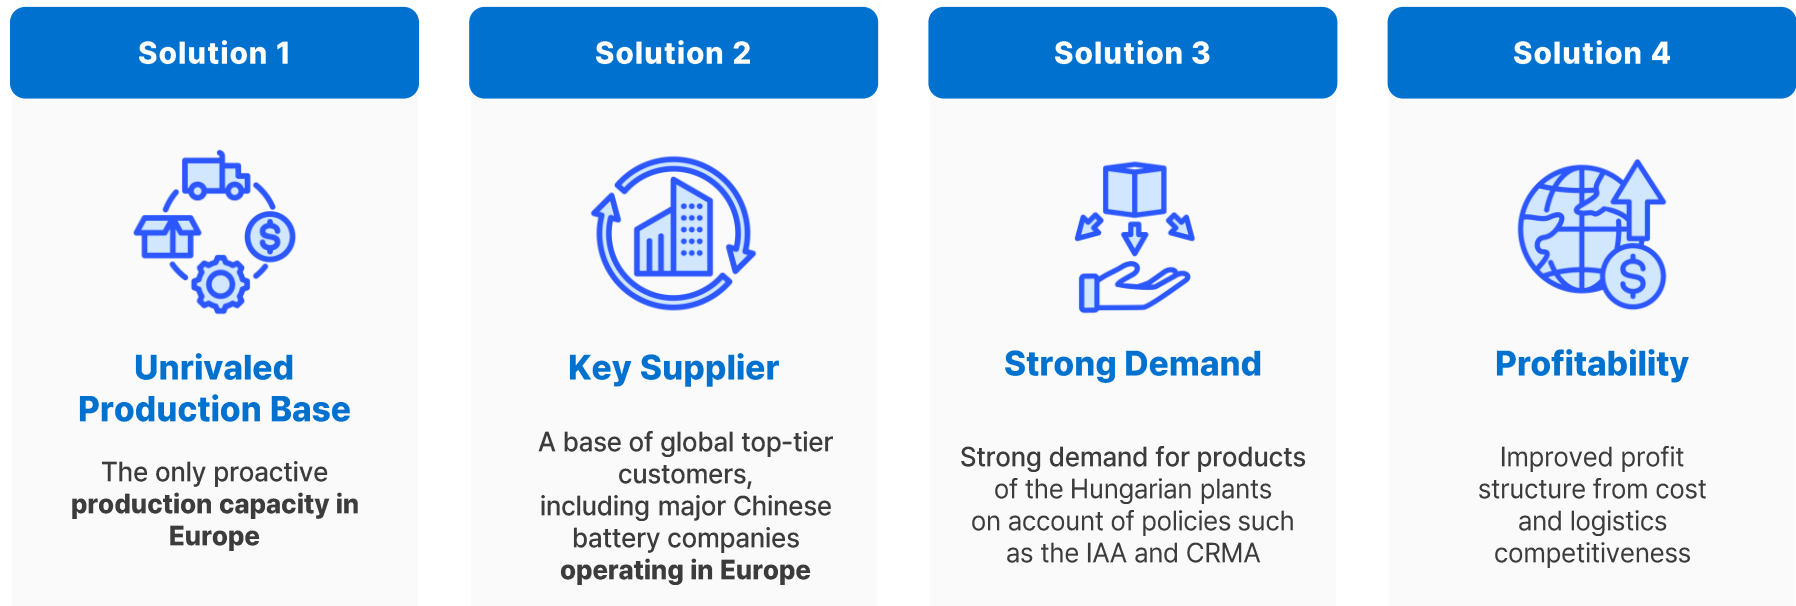 Solution 1
Unrivaled
Production Base
The only proactive
production capacity in
Europe
Solution 2
Key Supplier
A base of global top-tier
customers,
including major Chinese
battery companies
operating in Europe
Solution 3
Strong Demand
Strong demand for products
of the Hungarian plants
on account of policies such
as the IAA and CRMA
Solution 4
Profitability
Improved profit
structure from cost
and logistics
competitiveness